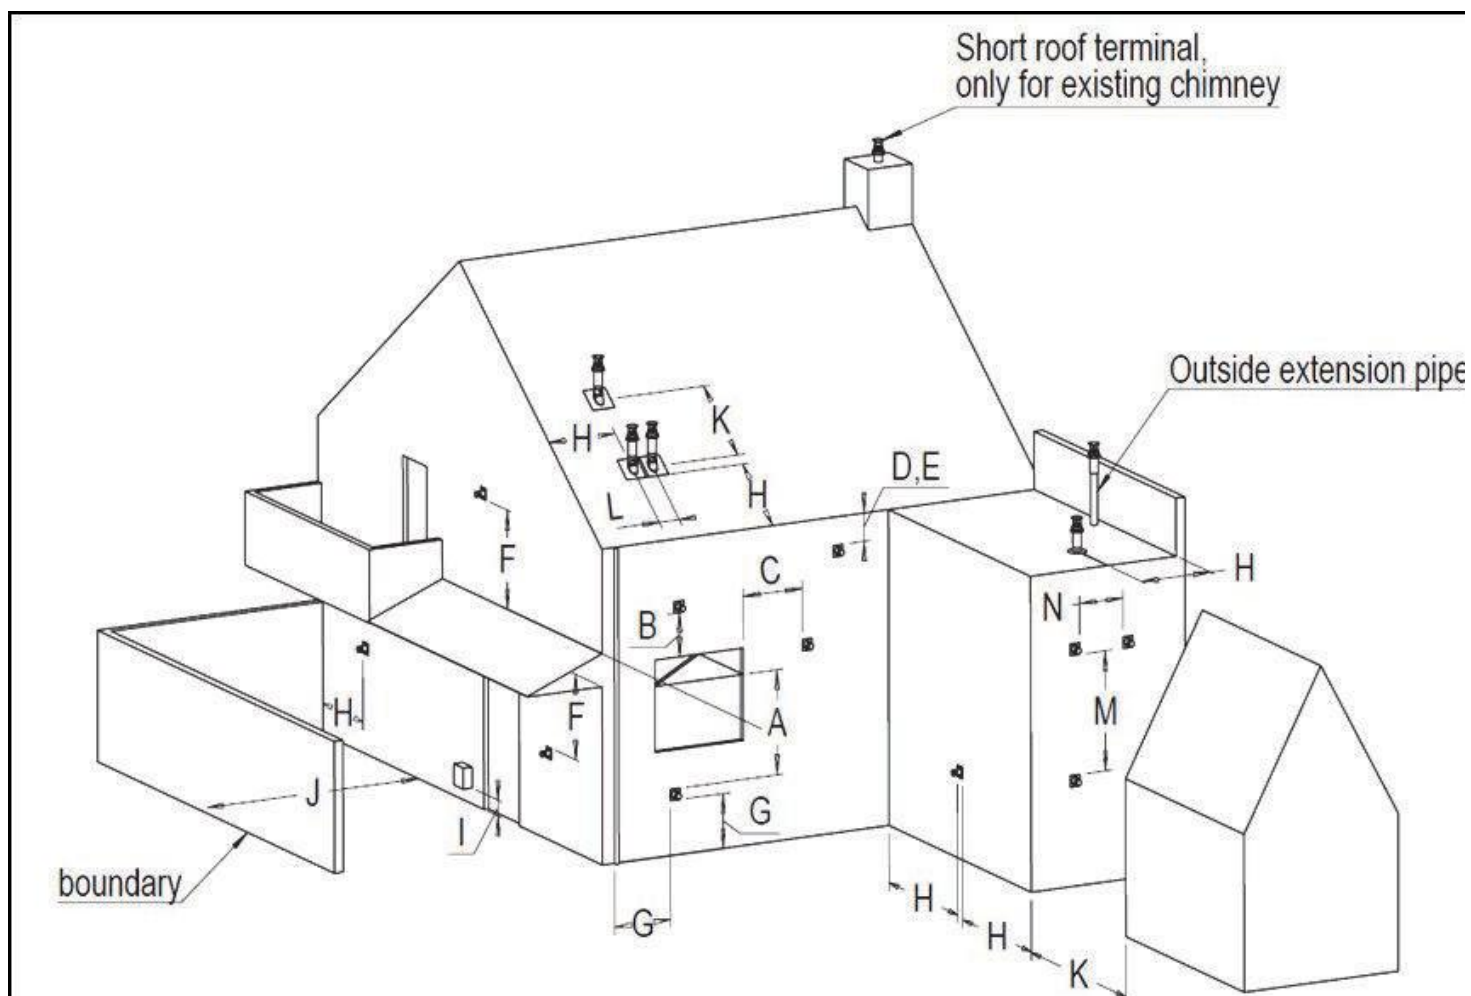 Short roof terminal,
only for existing chimney
Outside extension pipe
K
H
D,E
L
H
F
C
H
B
N
F
A
M
H
J
G
I
boundary
G
H
H
K